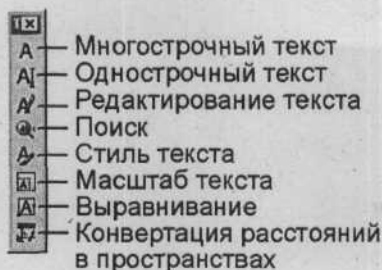 Многострочный текст
Однострочный текст
Редактирование текста
Поиск
Стиль текста
Масштаб текста
Выравнивание
Конвертация расстояний
в пространствах